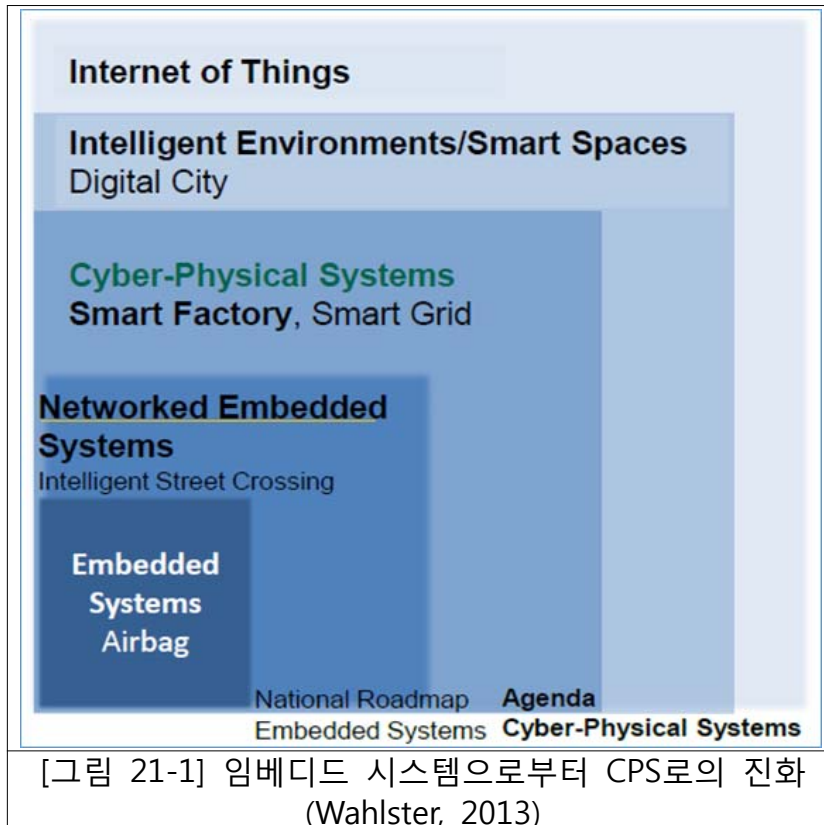 Internet of Things
Intelligent Environments/Smart Spaces
Digital City
Cyber-Physical Systems
Smart Factory, Smart Grid
Networked Embedded
Systems
Intelligent Street Crossing
Embedded
Systems
Airbag
National Roadmap
Embedded Systems
Agenda
Cyber-Physical Systems
[그림 21-1] 임베디드 시스템으로부터 CPS로의 진화
(Wahlster, 2013)